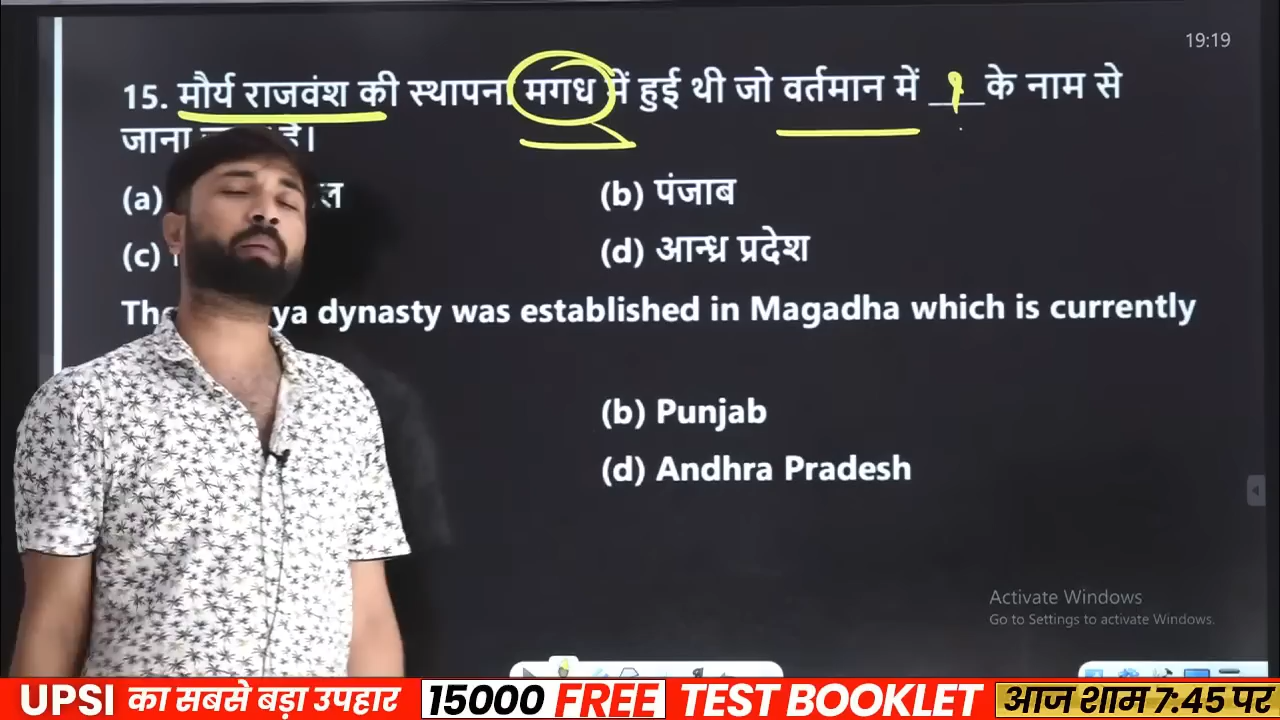 19:19
15. मौर्य राजवंश की स्थापना मगध में हुई थी जो वर्तमान में ___ के नाम से
जाना है।
(a)
(b) पंजाब
(c)
(d) आन्ध्र प्रदेश
dynasty was established in Magadha which is currently
(b) Punjab
(d) Andhra Pradesh
Activate Windows
Go to Settings to activate Windows.
UPSI का सबसे बड़ा उपहार 15000 FREE TEST BOOKLET आज शाम 7:45 पर